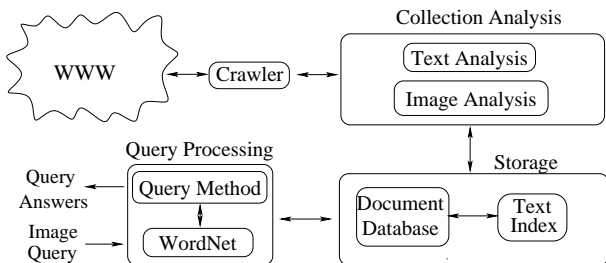 Collection Analysis
WWW
Crawler
Text Analysis
Image Analysis
Query Processing
Storage
Query
Answers
Query Method
Image
Query
WordNet
Document
Database
Text
Index